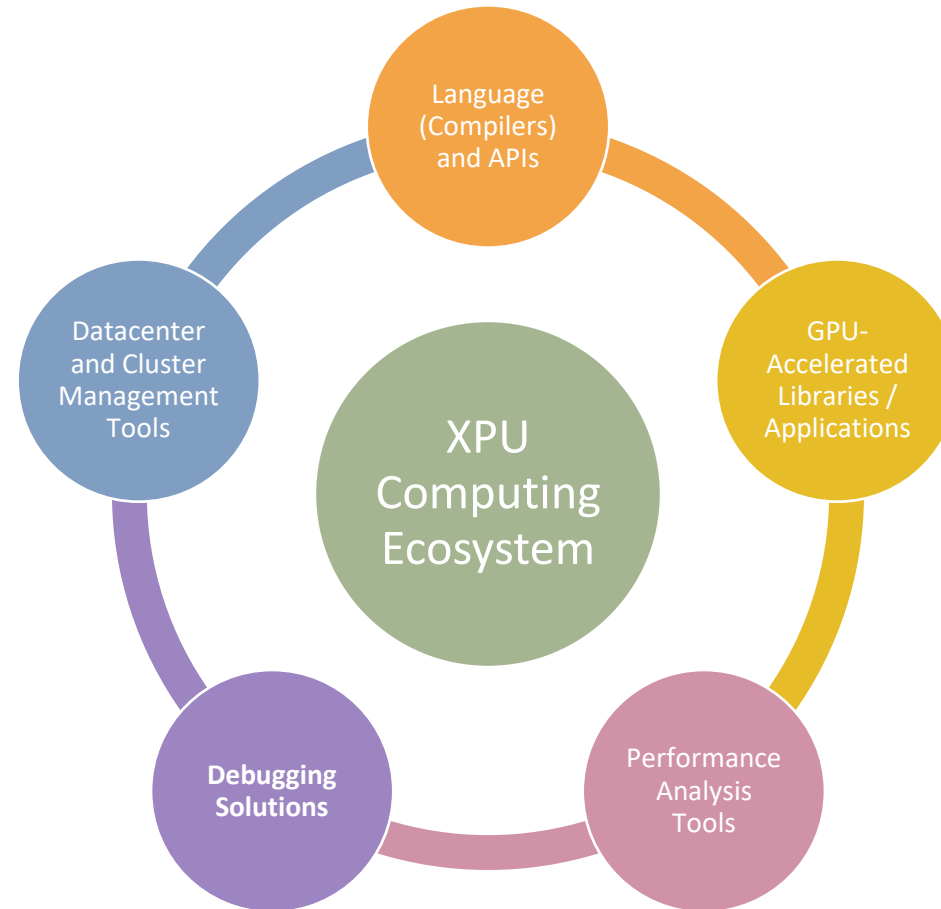 Language
(Compilers)
and APIs
GPU-
Accelerated
Libraries /
Applications
Performance
Analysis
Tools
Debugging
Solutions
Datacenter
and Cluster
Management
Tools
XPU
Computing
Ecosystem